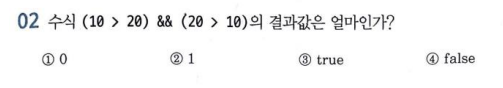 02 수식 (10 > 20) && (20 > 10)의 결과값은 얼마인가?
① 0 ② 1 ③ true ④ false